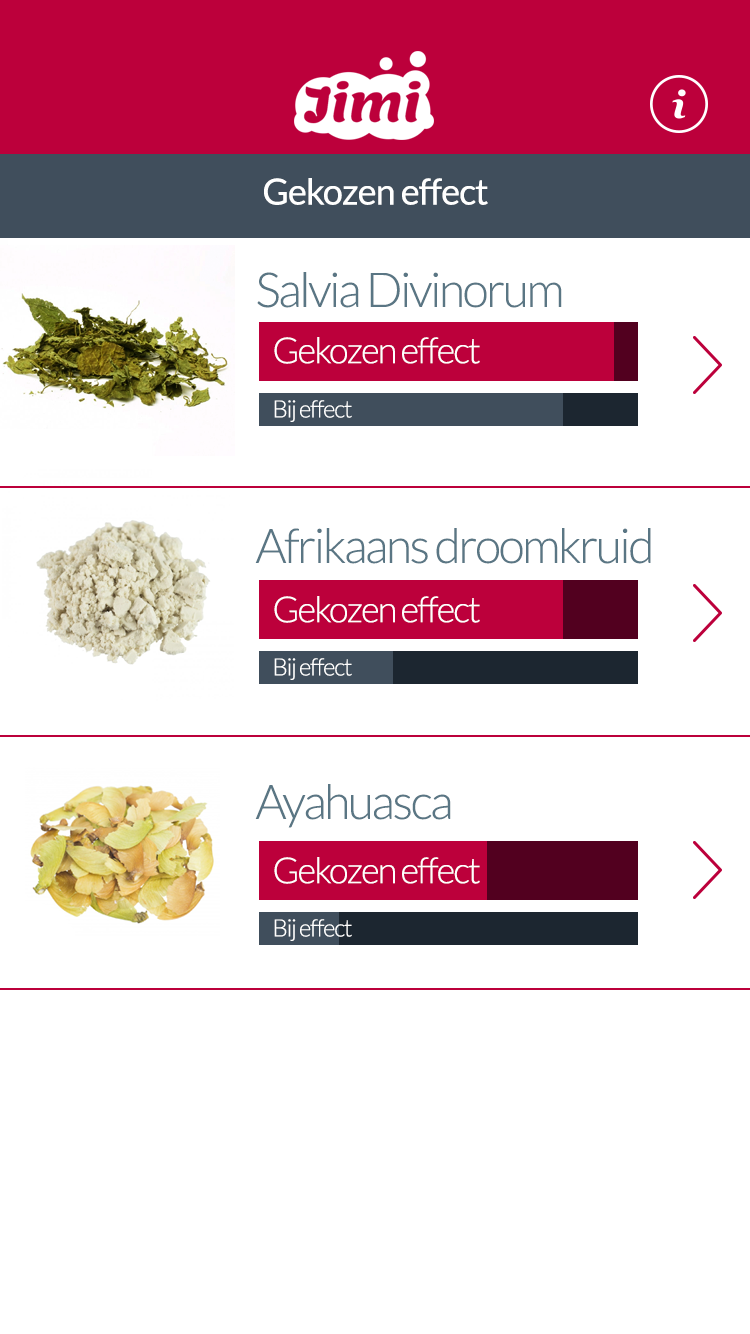 Jimi
i
Gekozen effect
Salvia Divinorum
Gekozen effect
Bij effect
Afrikaans droomkruid
Gekozen effect
Bij effect
Ayahuasca
Gekozen effect
Bij effect